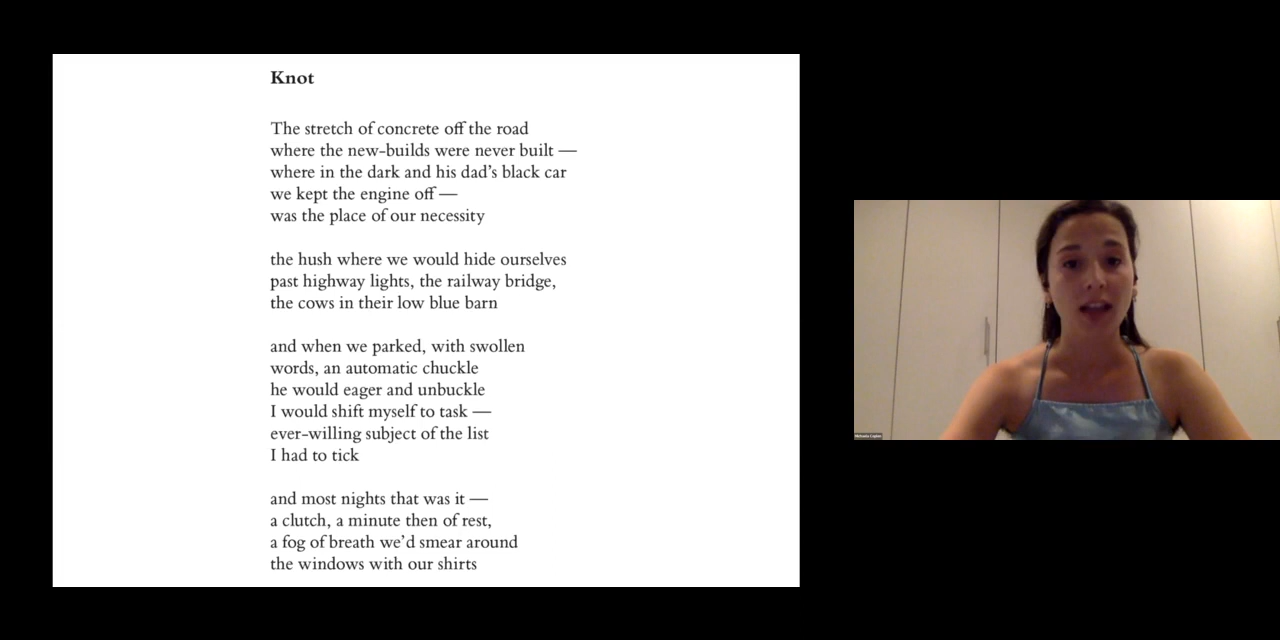 Knot
The stretch of concrete off the road
where the new-builds were never built —
where in the dark and his dad’s black car
we kept the engine off —
was the place of our necessity
the hush where we would hide ourselves
past highway lights, the railway bridge,
the cows in their low blue barn
and when we parked, with swollen
words, an automatic chuckle
he would eager and unbuckle
I would shift myself to task —
ever-willing subject of the list
I had to tick
and most nights that was it —
a clutch, a minute then of rest,
a fog of breath we’d smear around
the windows with our shirts